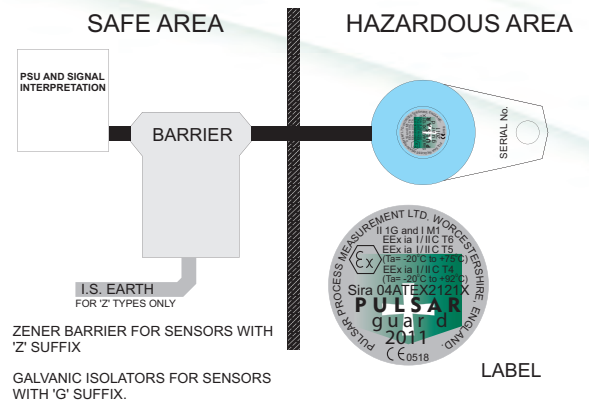 SAFE AREA
HAZARDOUS AREA
PSU AND SIGNAL
INTERPRETATION
BARRIER
SERIAL No.
I.S. EARTH
FOR 'Z' TYPES ONLY
ZENER BARRIER FOR SENSORS WITH
'Z' SUFFIX
GALVANIC ISOLATORS FOR SENSORS
WITH 'G' SUFFIX.
PULSAR PROCESS MEASUREMENT LTD. WORCESTERSHIRE, ENGLAND.
II 1G and I M1
EEx ia I/IIC T6
EEx ia I/IIC T5
(Ta= -20°C to +75°C)
EEx ia I/IIC T4
(Ta= -20°C to +92°C)
Sira 04ATEX2121X
PULSAR
guard
2011
CE0518
LABEL